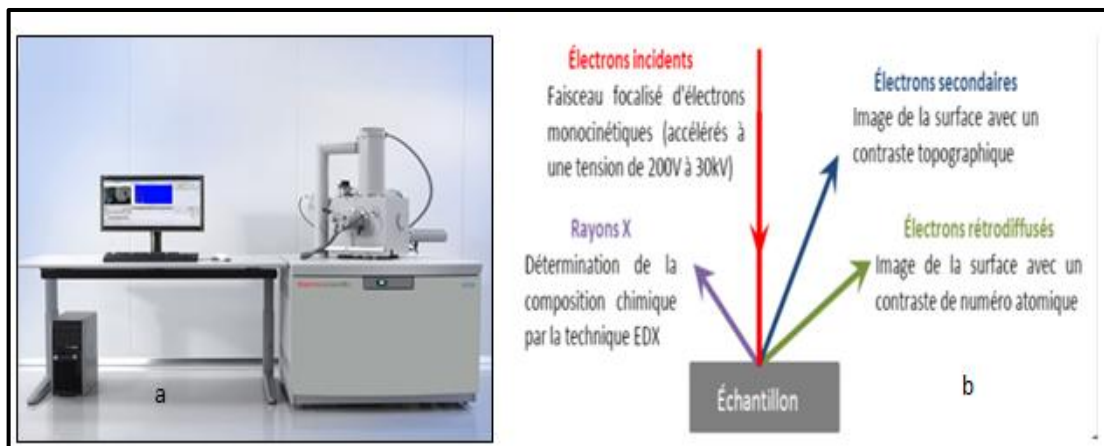 a
Électrons incidents
Faisceau focalisé d'électrons
monocinétiques (accélérés à
une tension de 200V à 30kV)
Électrons secondaires
Image de la surface avec un
contraste topographique
Rayons X
Détermination de la
composition chimique
par la technique EDX
Électrons rétrodiffusés
Image de la surface avec un
contraste de numéro atomique
Échantillon
b